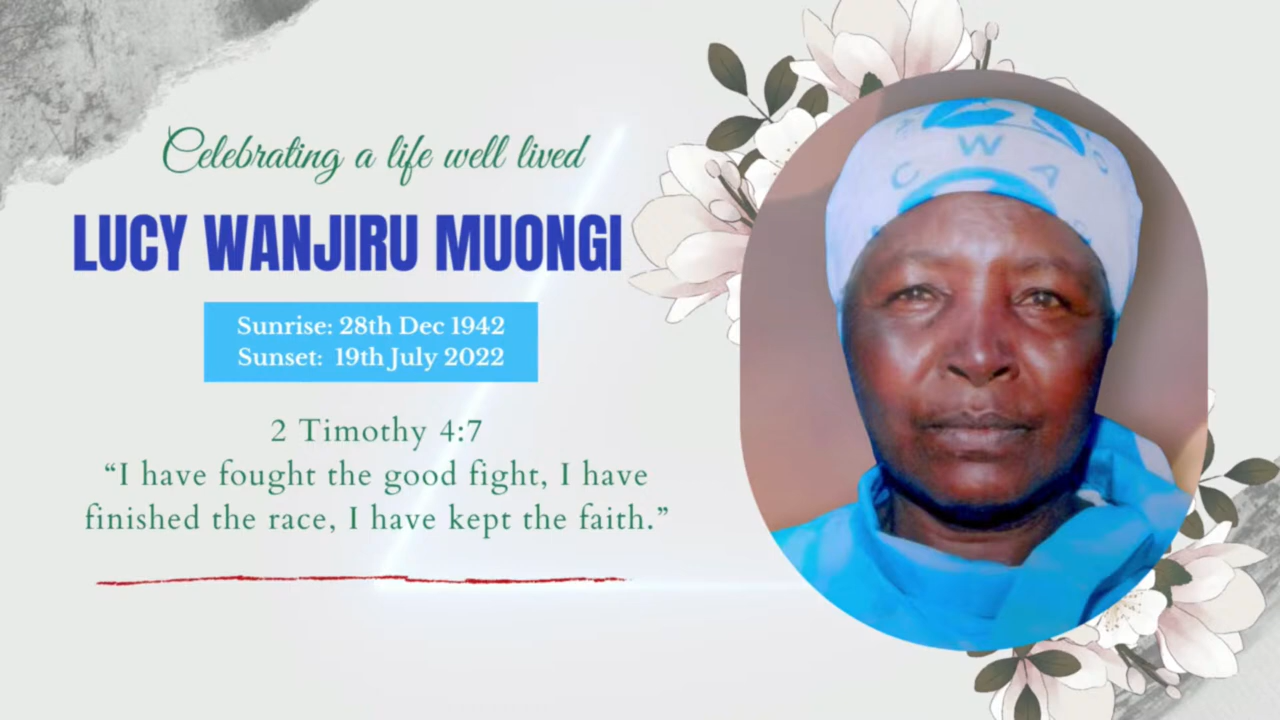 Celebrating a life well lived
LUCY WANJIRU MUONGI
Sunrise: 28th Dec 1942
Sunset: 19th July 2022
2 Timothy 4:7
“I have fought the good fight, I have
finished the race, I have kept the faith.”
C W A